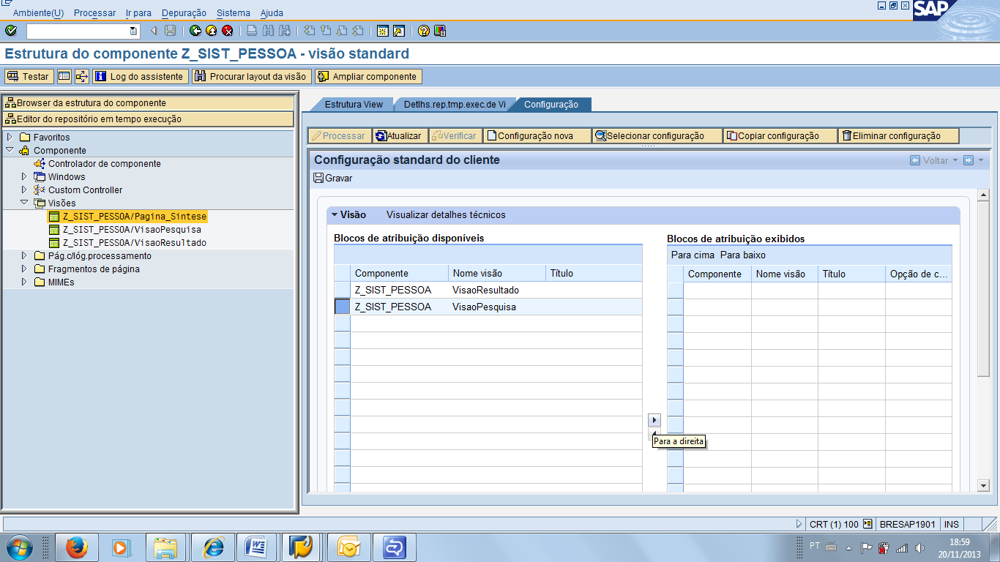 Ambiente(U) Processar Ir para Depuração Sistema Ajuda
SAP
Estrutura do componente Z_SIST_PESSOA - visão standard
Testar Log do assistente Procurar layout da visão Ampliar componente
Browser da estrutura do componente
Editor do repositório em tempo execução
Favoritos
Componente
Controlador de componente
Windows
Custom Controller
Visões
Z_SIST_PESSOA/Pagina_Sintese
Z_SIST_PESSOA/VisaoPesquisa
Z_SIST_PESSOA/VisaoResultado
Pág.c/lóg.processamento
Fragmentos de página
MIMEs
Estrutura View Detlhs.rep.tmp.exec.de Vi Configuração
Processar Atualizar Verificar Configuração nova Selecionar configuração Copiar configuração Eliminar configuração
Configuração standard do cliente Voltar
Gravar
Visão Visualizar detalhes técnicos
Blocos de atribuição disponíveis
Componente Nome visão Título
Z_SIST_PESSOA VisaoResultado
Z_SIST_PESSOA VisaoPesquisa
Blocos de atribuição exibidos
Para cima Para baixo
Componente Nome visão Título Opção de c...
Para a direita
CRT (1) 100 BRESAP1901 INS
PT 18:59
20/11/2013